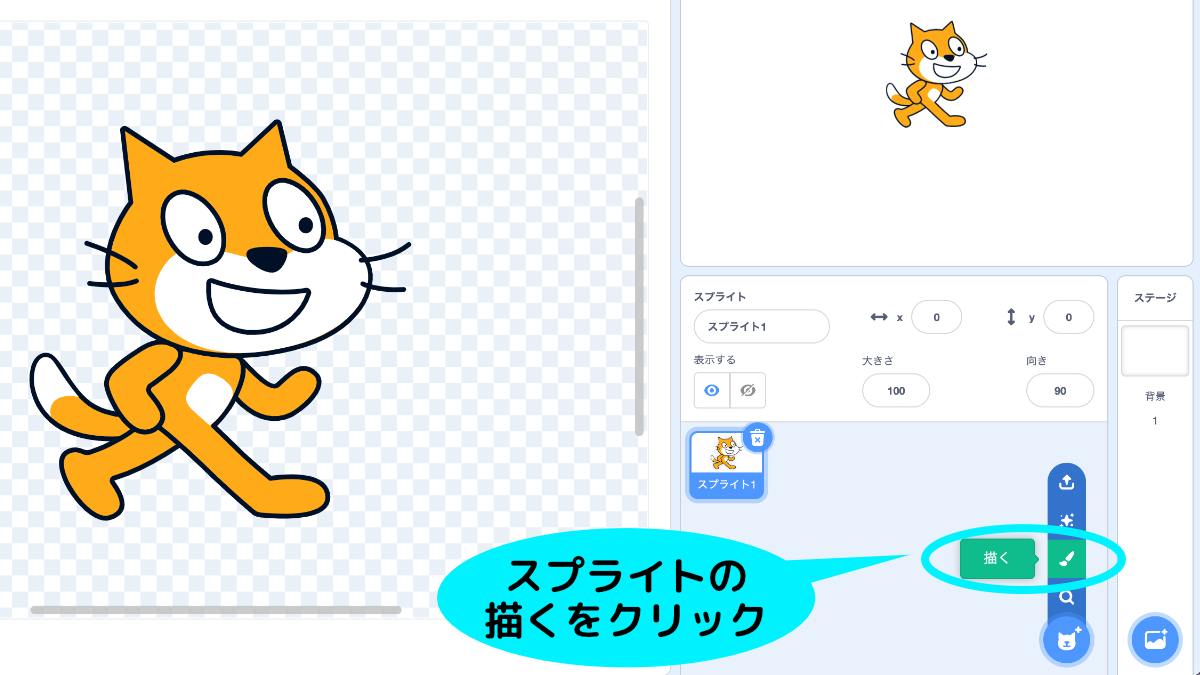 スプライト
スプライト1
x 0
y 0
表示する
大きさ
向き
100
90
スプライト1
ステージ
背景
1
描く
スプライトの
描くをクリック